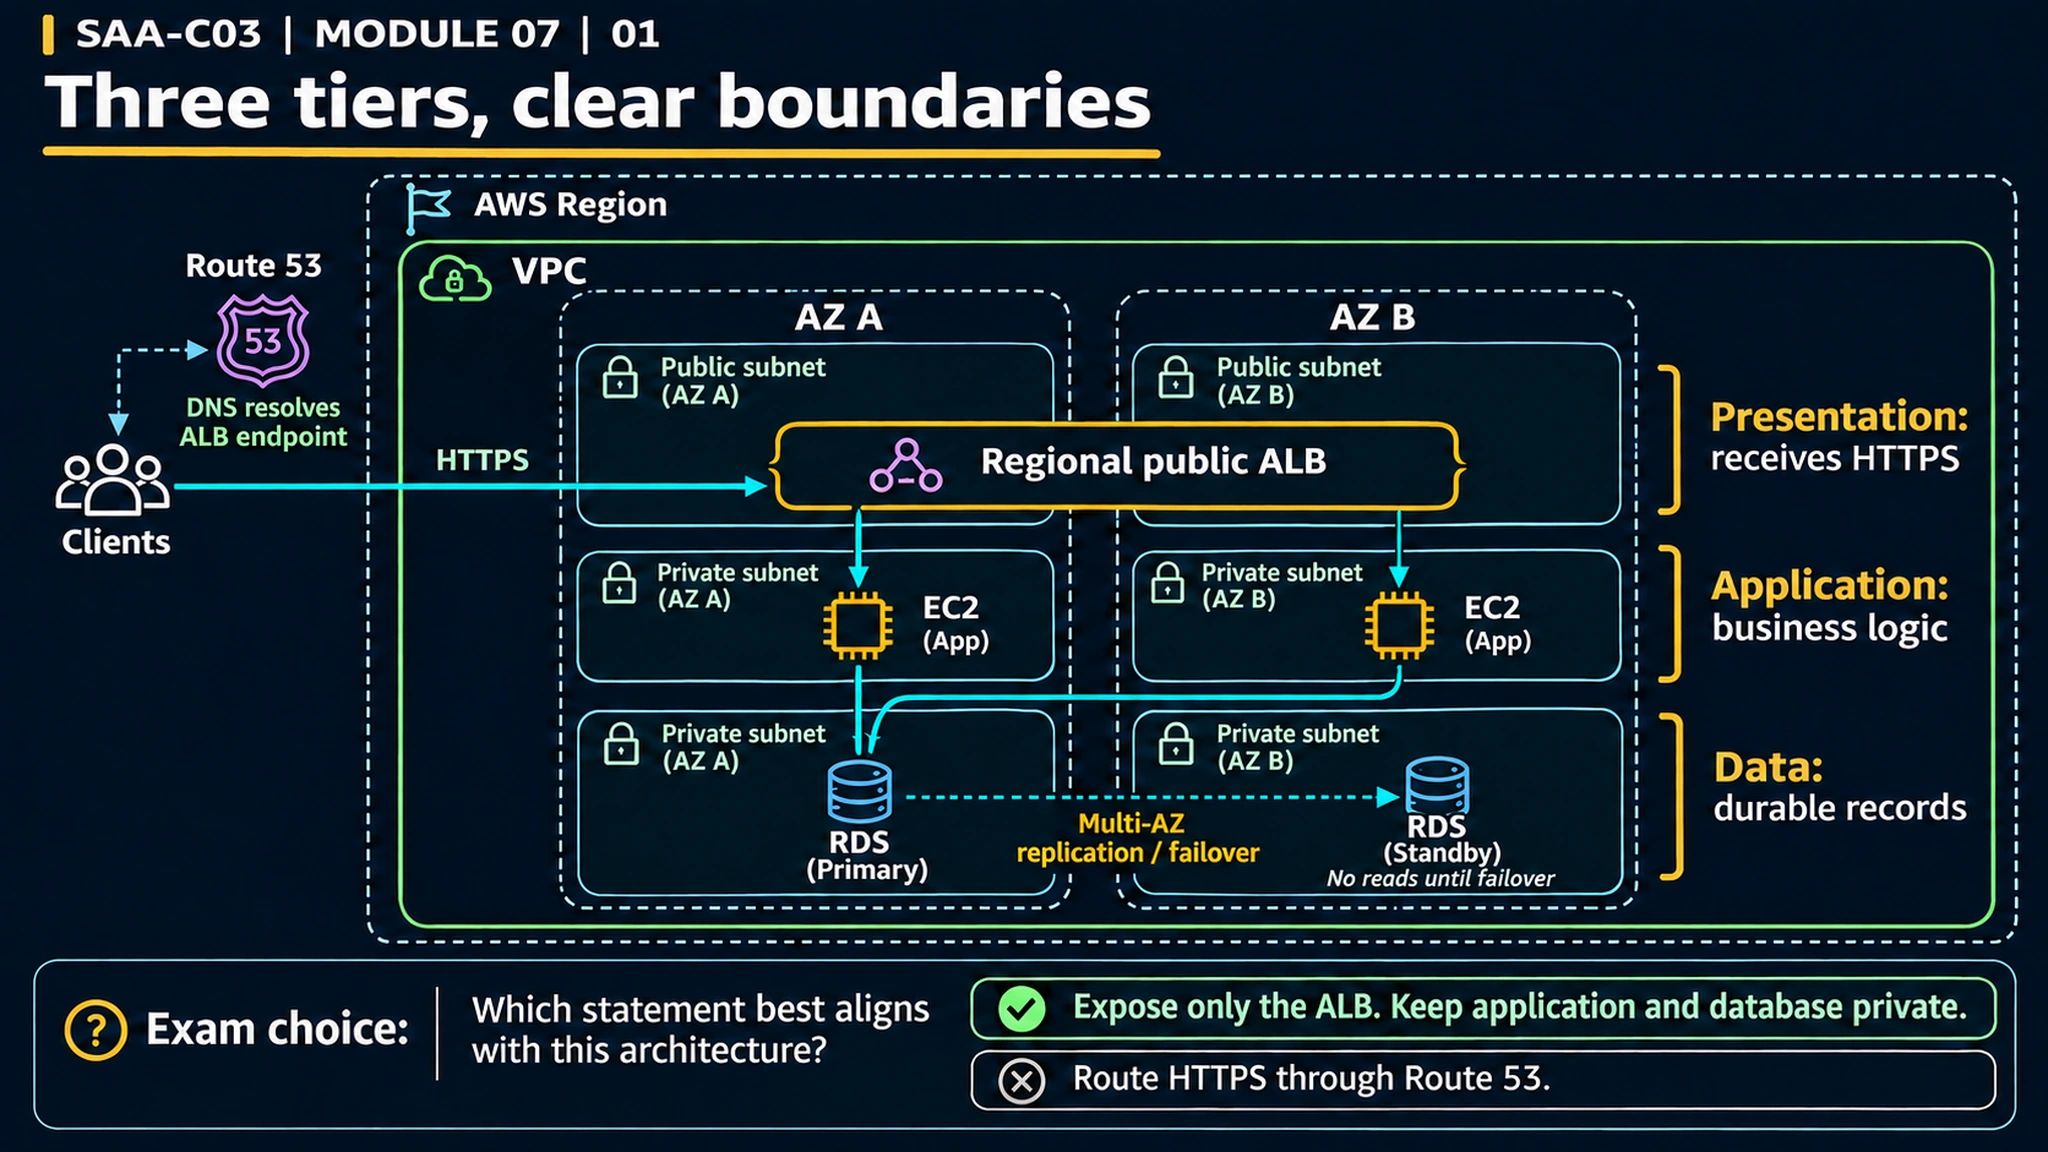 SAA-C03 | MODULE 07 | 01
Three tiers, clear boundaries
AWS Region
Route 53
53
DNS resolves
ALB endpoint
Clients
HTTPS
VPC
AZ A
AZ B
Public subnet
(AZ A)
Public subnet
(AZ B)
Regional public ALB
Private subnet
(AZ A)
EC2
(App)
Private subnet
(AZ B)
EC2
(App)
Private subnet
(AZ A)
RDS
(Primary)
Multi-AZ
replication / failover
Private subnet
(AZ B)
RDS
(Standby)
No reads until failover
Presentation:
receives HTTPS
Application:
business logic
Data:
durable records
?
Exam choice:
Which statement best aligns
with this architecture?
Expose only the ALB. Keep application and database private.
Route HTTPS through Route 53.